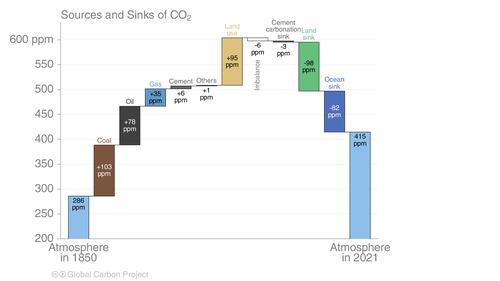 Sources and Sinks of CO2
600 ppm
550
500
450
400
350
300
250
200
286
ppm
Atmosphere
in 1850
Coal
+103
ppm
Oil
+78
ppm
Gas
+35
ppm
Cement
+6
ppm
Others
+1
ppm
Land
use
+95
ppm
-6
ppm
Imbalance
Cement
carbonation
sink
-3
ppm
Land
sink
-98
ppm
Ocean
sink
-82
ppm
415
ppm
Atmosphere
in 2021
Global Carbon Project